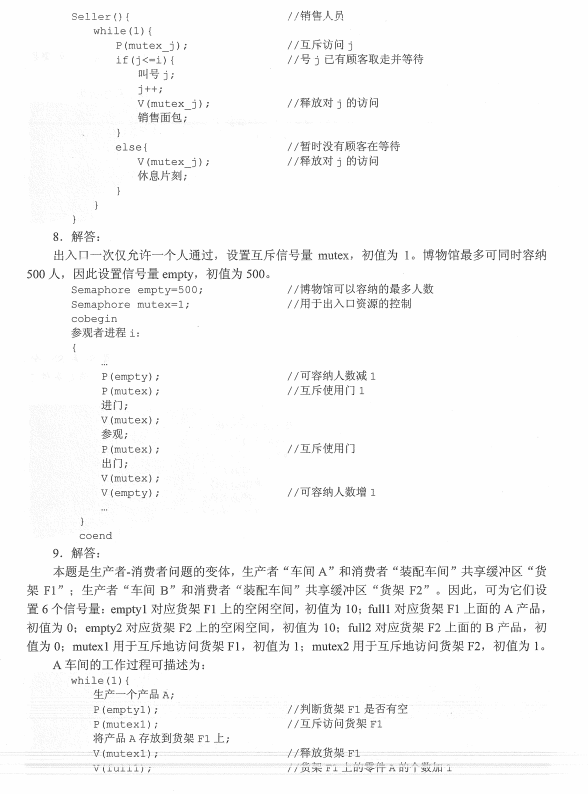 Seller(){ //销售人员
while(1){
P(mutex_j); //互斥访问 j
if(j<=i){ //号 j 已有顾客取走并等待
叫号 j;
j++;
V(mutex_j); //释放对 j 的访问
销售面包;
}
else{ //暂时没有顾客在等待
V(mutex_j); //释放对 j 的访问
休息片刻;
}
}
}
8．解答：
出入口一次仅允许一个人通过，设置互斥信号量 mutex，初值为 1。博物馆最多可同时容纳
500 人，因此设置信号量 empty，初值为 500。
Semaphore empty=500; //博物馆可以容纳的最多人数
Semaphore mutex=1; //用于出入口资源的控制
cobegin
参观者进程 i：
{
…
P(empty); //可容纳人数减 1
P(mutex); //互斥使用门 1
进门;
V(mutex);
参观;
P(mutex); //互斥使用门
出门;
V(mutex);
V(empty); //可容纳人数增 1
…
}
coend
9．解答：
本题是生产者-消费者问题的变体，生产者“车间 A”和消费者“装配车间”共享缓冲区“货
架 F1”；生产者“车间 B”和消费者“装配车间”共享缓冲区“货架 F2”。因此，可为它们设
置 6 个信号量：empty1 对应货架 F1 上的空闲空间，初值为 10；full1 对应货架 F1 上面的 A 产品，
初值为 0；empty2 对应货架 F2 上的空闲空间，初值为 10；full2 对应货架 F2 上面的 B 产品，初
值为 0；mutex1 用于互斥地访问货架 F1，初值为 1；mutex2 用于互斥地访问货架 F2，初值为 1。
A 车间的工作过程可描述为：
while(1){
生产一个产品 A;
P(empty1); //判断货架 F1 是否有空
P(mutex1); //互斥访问货架 F1
将产品 A 存放到货架 F1 上;
V(mutex1); //释放货架 F1
V(full1); //货架 F1 上的零件 A 的个数加 1